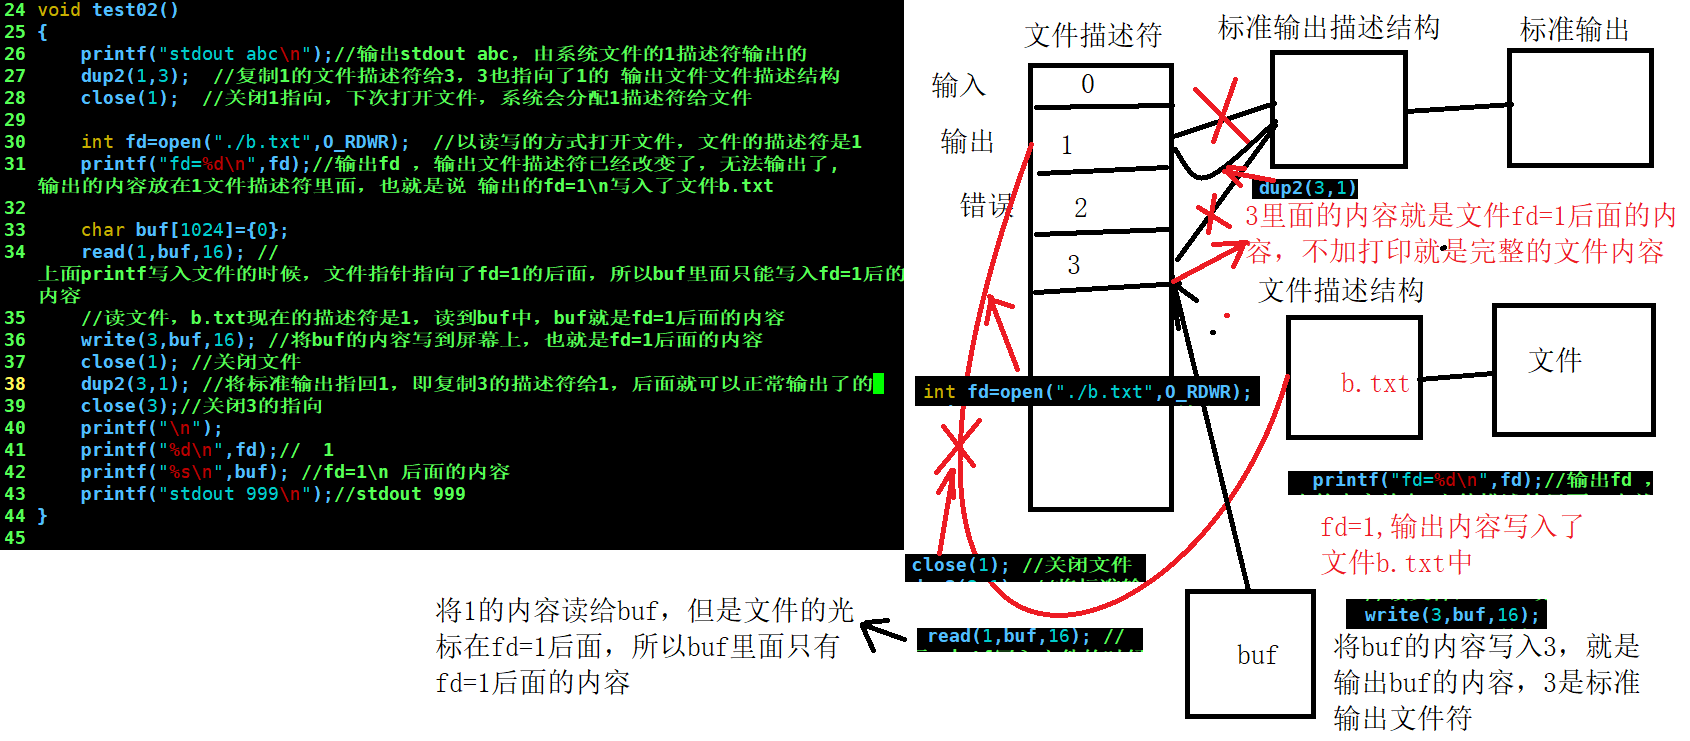 24 void test02()
25 {
26     printf("stdout abc\n");//输出stdout abc，由系统文件的1描述符输出的
27     dup2(1,3);  //复制1的文件描述符给3，3也指向了1的 输出文件文件描述结构
28     close(1);  //关闭1指向，下次打开文件，系统会分配1描述符给文件
29
30     int fd=open("./b.txt",O_RDWR);  //以读写的方式打开文件，文件的描述符是1
31     printf("fd=%d\n",fd);//输出fd ，输出文件描述符已经改变了，无法输出了，
输出的内容放在1文件描述符里面，也就是说 输出的fd=1\n写入了文件b.txt
32
33     char buf[1024]={0};
34     read(1,buf,16); //
上面printf写入文件的时候，文件指针指向了fd=1的后面，所以buf里面只能写入fd=1后的
内容
35     //读文件，b.txt现在的描述符是1，读到buf中，buf就是fd=1后面的内容
36     write(3,buf,16); //将buf的内容写到屏幕上，也就是fd=1后面的内容
37     close(1); //关闭文件
38     dup2(3,1); //将标准输出指回1，即复制3的描述符给1，后面就可以正常输出了的
39     close(3);//关闭3的指向
40     printf("\n");
41     printf("%d\n",fd);//  1
42     printf("%s\n",buf); //fd=1\n 后面的内容
43     printf("stdout 999\n");//stdout 999
44 }
45
文件描述符
标准输出描述结构
标准输出
输入
0
输出
1
错误
2
3
dup2(3,1)
3里面的内容就是文件fd=1后面的内
容，不加打印就是完整的文件内容
文件描述结构
b.txt
文件
int fd=open("./b.txt",O_RDWR);
printf("fd=%d\n",fd);//输出fd ，
fd=1,输出内容写入了
文件b.txt中
close(1); //关闭文件
read(1,buf,16); //
将1的内容读给buf，但是文件的光
标在fd=1后面，所以buf里面只有
fd=1后面的内容
buf
write(3,buf,16);
将buf的内容写入3，就是
输出buf的内容，3是标准
输出文件符